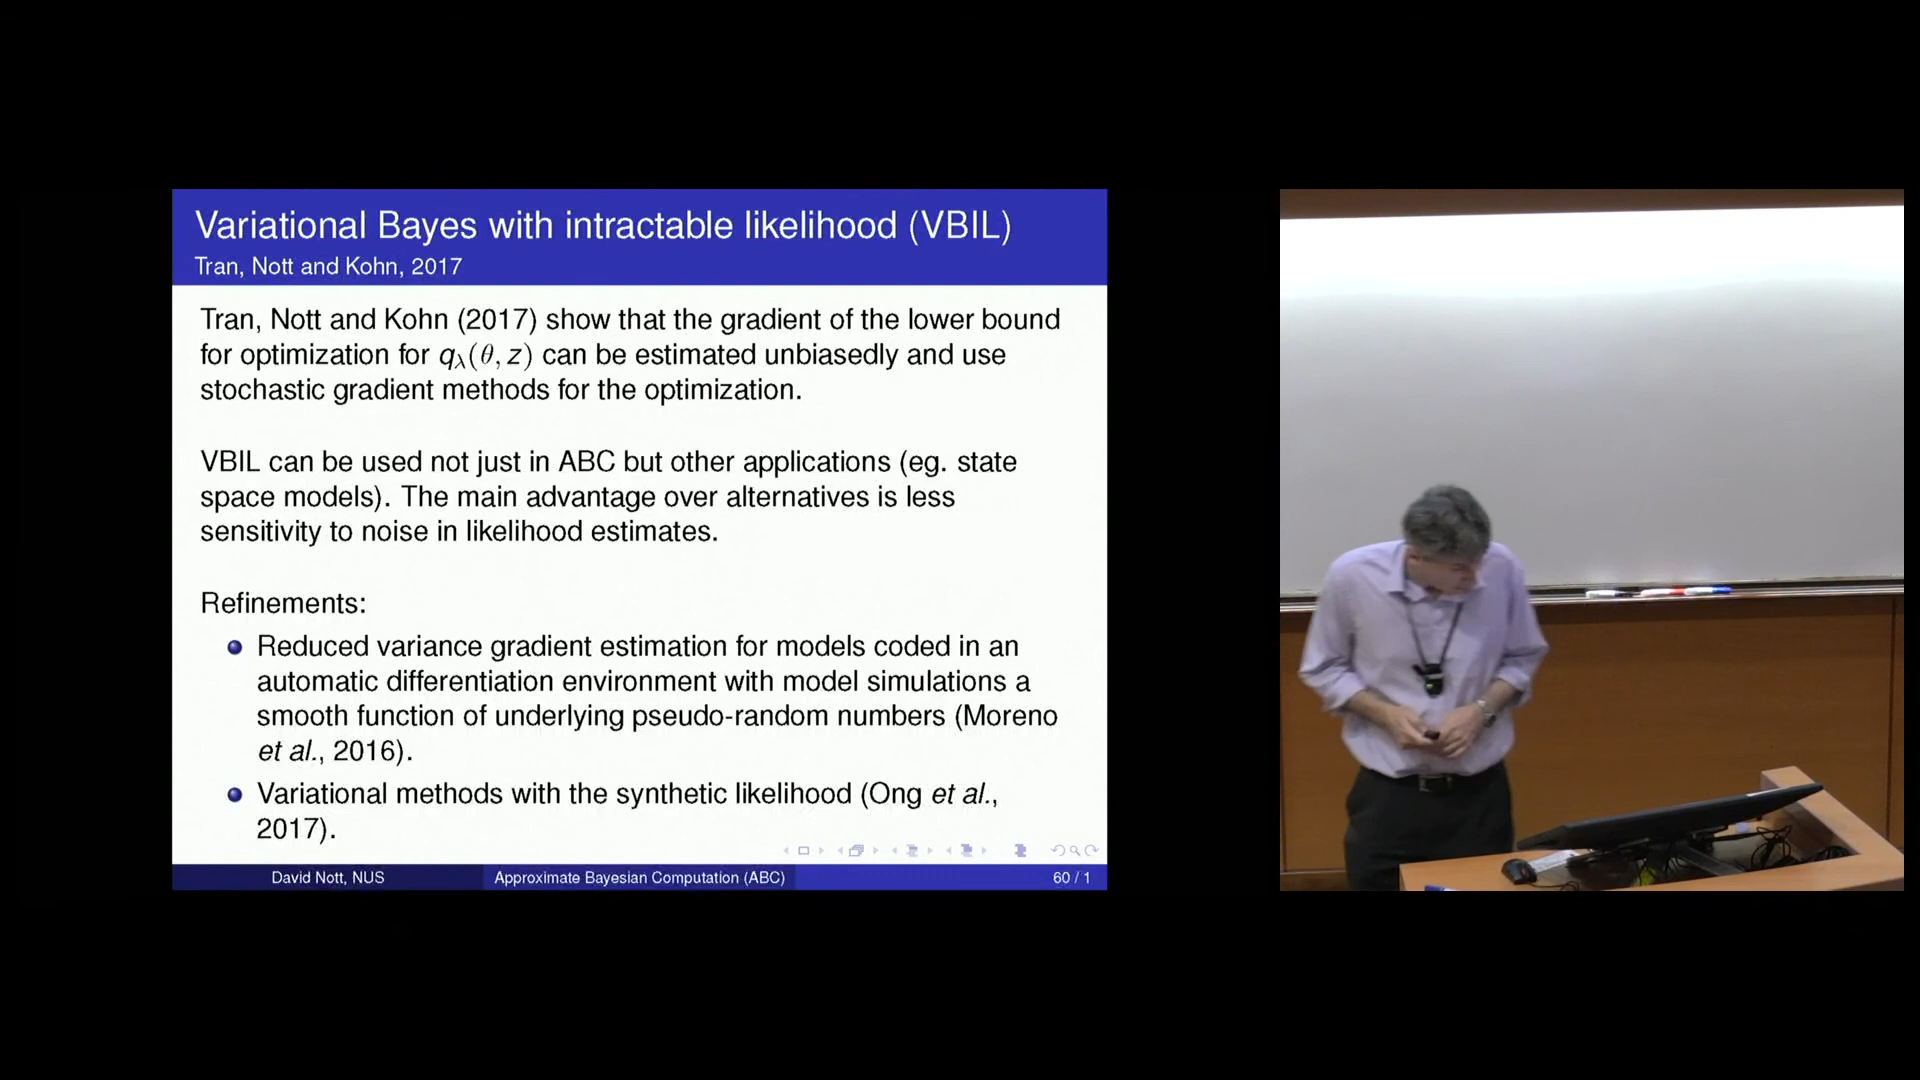 Variational Bayes with intractable likelihood (VBIL)
Tran, Nott and Kohn, 2017
Tran, Nott and Kohn (2017) show that the gradient of the lower bound
for optimization for qλ(θ, z) can be estimated unbiasedly and use
stochastic gradient methods for the optimization.
VBIL can be used not just in ABC but other applications (eg. state
space models). The main advantage over alternatives is less
sensitivity to noise in likelihood estimates.
Refinements:
Reduced variance gradient estimation for models coded in an
automatic differentiation environment with model simulations a
smooth function of underlying pseudo-random numbers (Moreno
et al., 2016).
Variational methods with the synthetic likelihood (Ong et al.,
2017).
David Nott, NUS
Approximate Bayesian Computation (ABC)
60 / 1